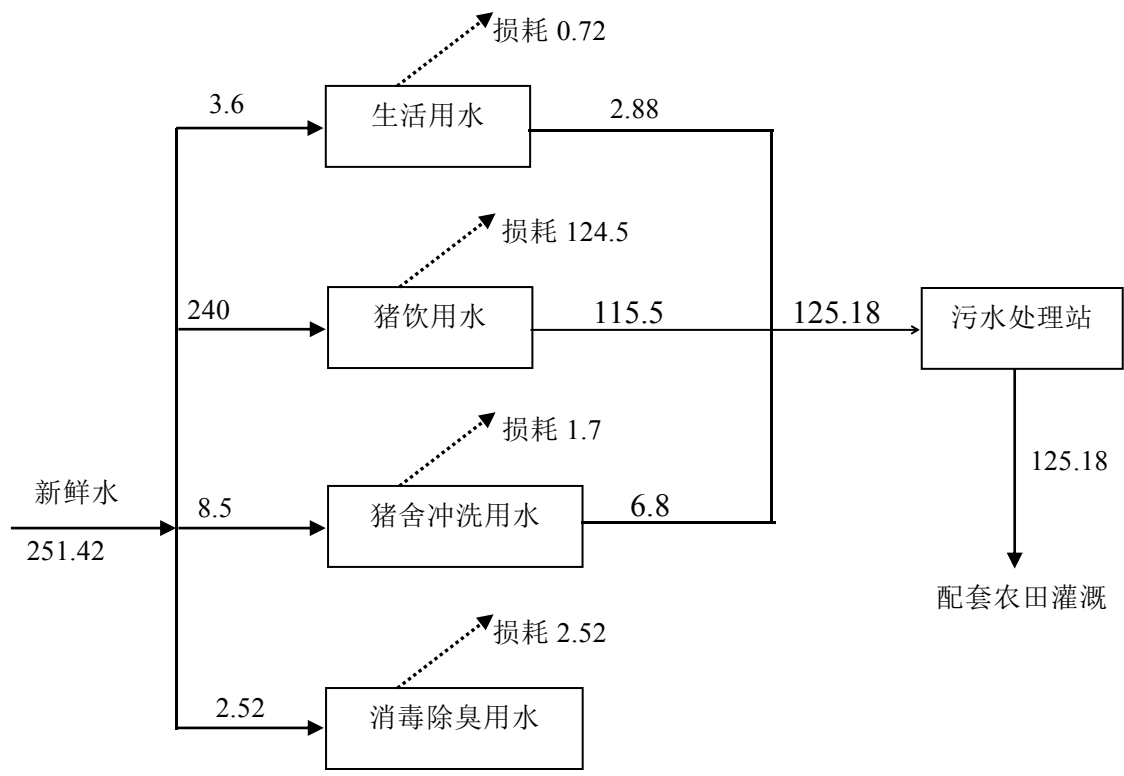 损耗 0.72
3.6
生活用水
2.88
损耗 124.5
240
猪饮用水
115.5
125.18
污水处理站
损耗 1.7
125.18
新鲜水
8.5
猪舍冲洗用水
6.8
251.42
配套农田灌溉
损耗 2.52
2.52
消毒除臭用水